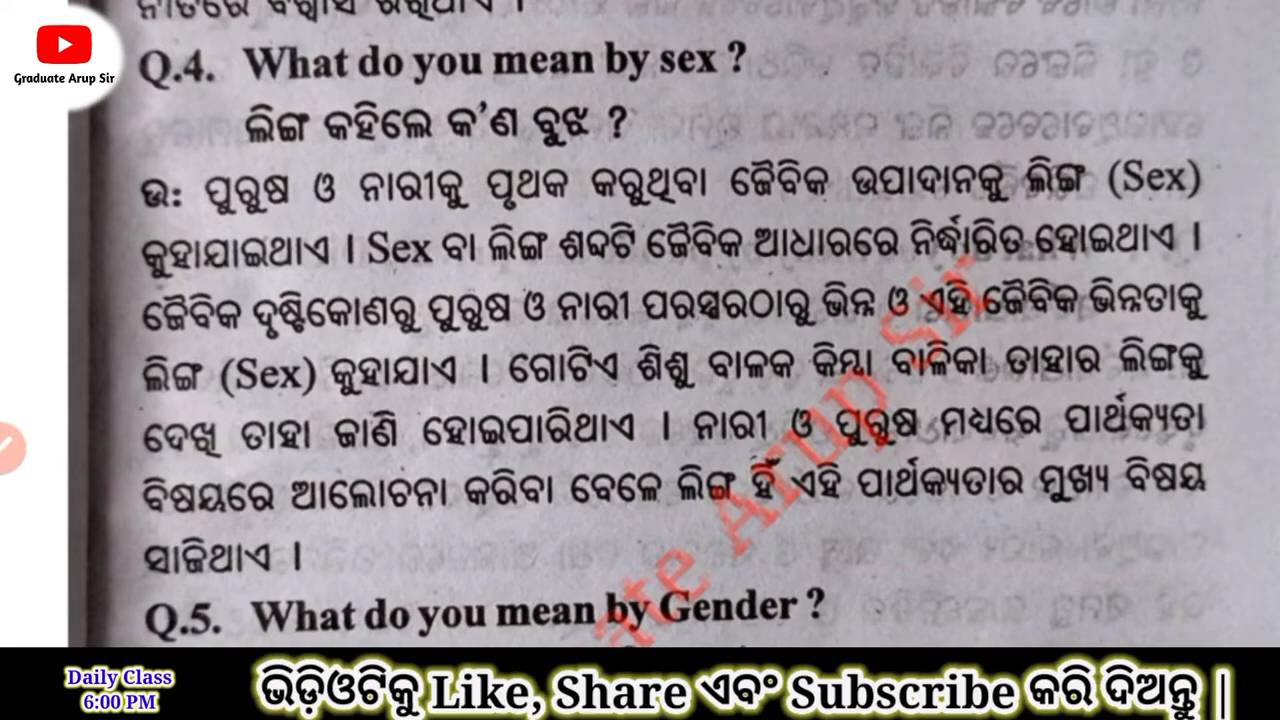 Graduate Arup Sir
Q.4. What do you mean by sex ?
ଲିଙ୍ଗ କହିଲେ କ'ଣ ବୁଝ ?
ଉଃ ପୁରୁଷ ଓ ନାରୀକୁ ପୃଥକ କରୁଥିବା ଜୈବିକ ଉପାଦାନକୁ ଲିଙ୍ଗ (Sex)
କୁହାଯାଇଥାଏ । Sex ବା ଲିଙ୍ଗ ଶବ୍ଦଟି ଜୈବିକ ଆଧାରରେ ନିର୍ଦ୍ଧାରିତ ହୋଇଥାଏ ।
ଜୈବିକ ଦୃଷ୍ଟିକୋଣରୁ ପୁରୁଷ ଓ ନାରୀ ପରସ୍ପରଠାରୁ ଭିନ୍ନ ଓ ଏହି ଜୈବିକ ଭିନ୍ନତାକୁ
ଲିଙ୍ଗ (Sex) କୁହାଯାଏ । ଗୋଟିଏ ଶିଶୁ ବାଳକ କିମ୍ବା ବାଳିକା ତାହାର ଲିଙ୍ଗକୁ
ଦେଖି ତାହା ଜାଣି ହୋଇପାରିଥାଏ । ନାରୀ ଓ ପୁରୁଷ ମଧ୍ୟରେ ପାର୍ଥକ୍ୟତା
ବିଷୟରେ ଆଲୋଚନା କରିବା ବେଳେ ଲିଙ୍ଗ ହିଁ ଏହି ପାର୍ଥକ୍ୟତାର ମୁଖ୍ୟ ବିଷୟ
ସାଜିଥାଏ ।
Q.5. What do you mean by Gender ?
ate Arup Sir
Daily Class
6:00 PM
ଭିଡ଼ିଓଟିକୁ Like, Share ଏବଂ Subscribe କରି ଦିଅନ୍ତୁ |